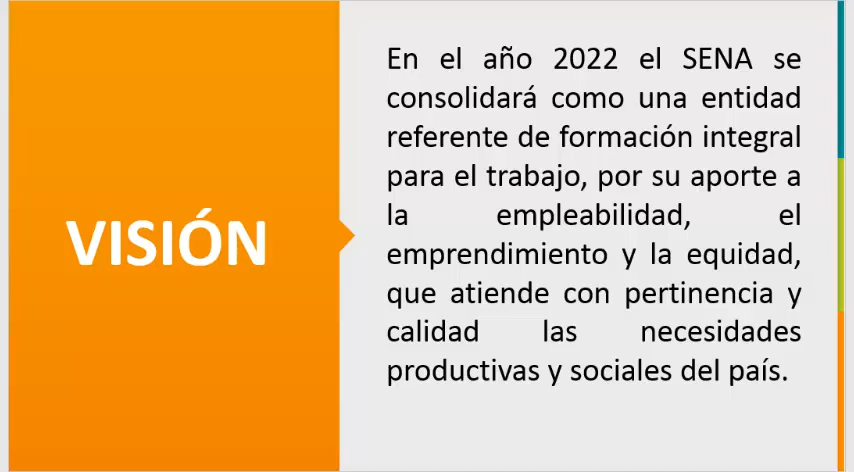 VISIÓN
En el año 2022 el SENA se
consolidará como una entidad
referente de formación integral
para el trabajo, por su aporte a
la empleabilidad, el
emprendimiento y la equidad,
que atiende con pertinencia y
calidad las necesidades
productivas y sociales del país.